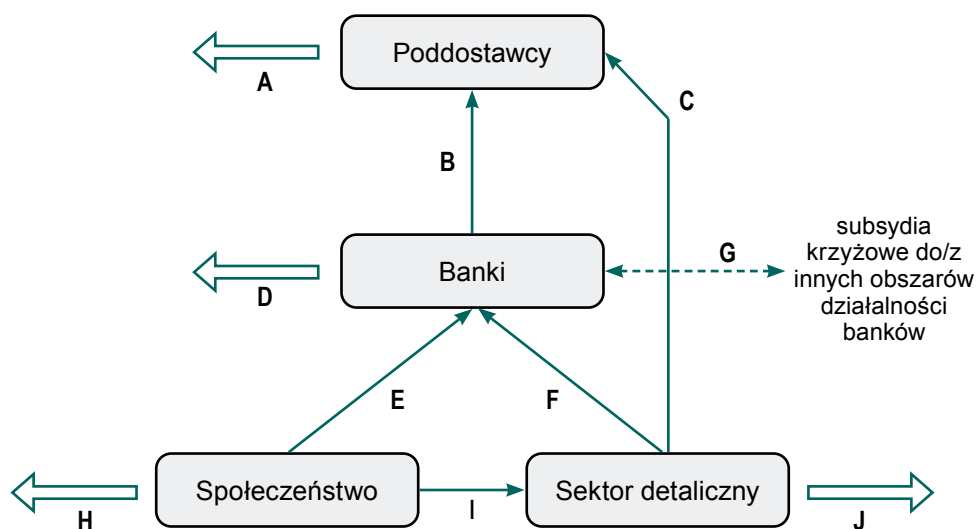 Poddostawcy
A
C
B
subsydia
krzyżowe do/z
innych obszarów
działalności
banków
G
Banki
D
E
F
Społeczeństwo
Sektor detaliczny
H
I
J